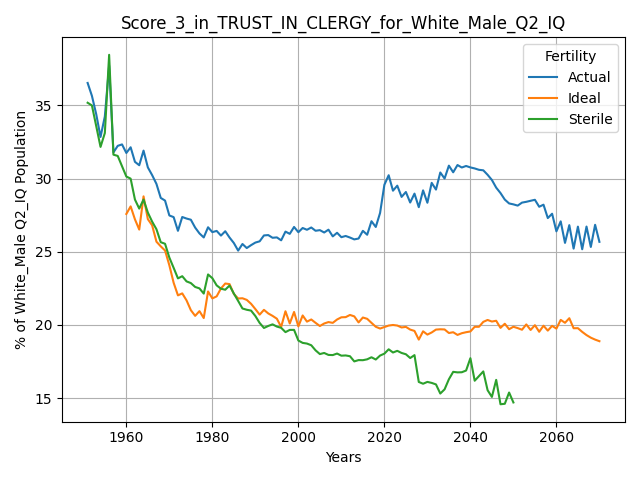 Score_3_in_TRUST_IN_CLERGY_for_White_Male_Q2_IQ
Fertility
Actual
Ideal
Sterile
% of White_Male Q2_IQ Population
35
30
25
20
15
1960 1980 2000 2020 2040 2060
Years